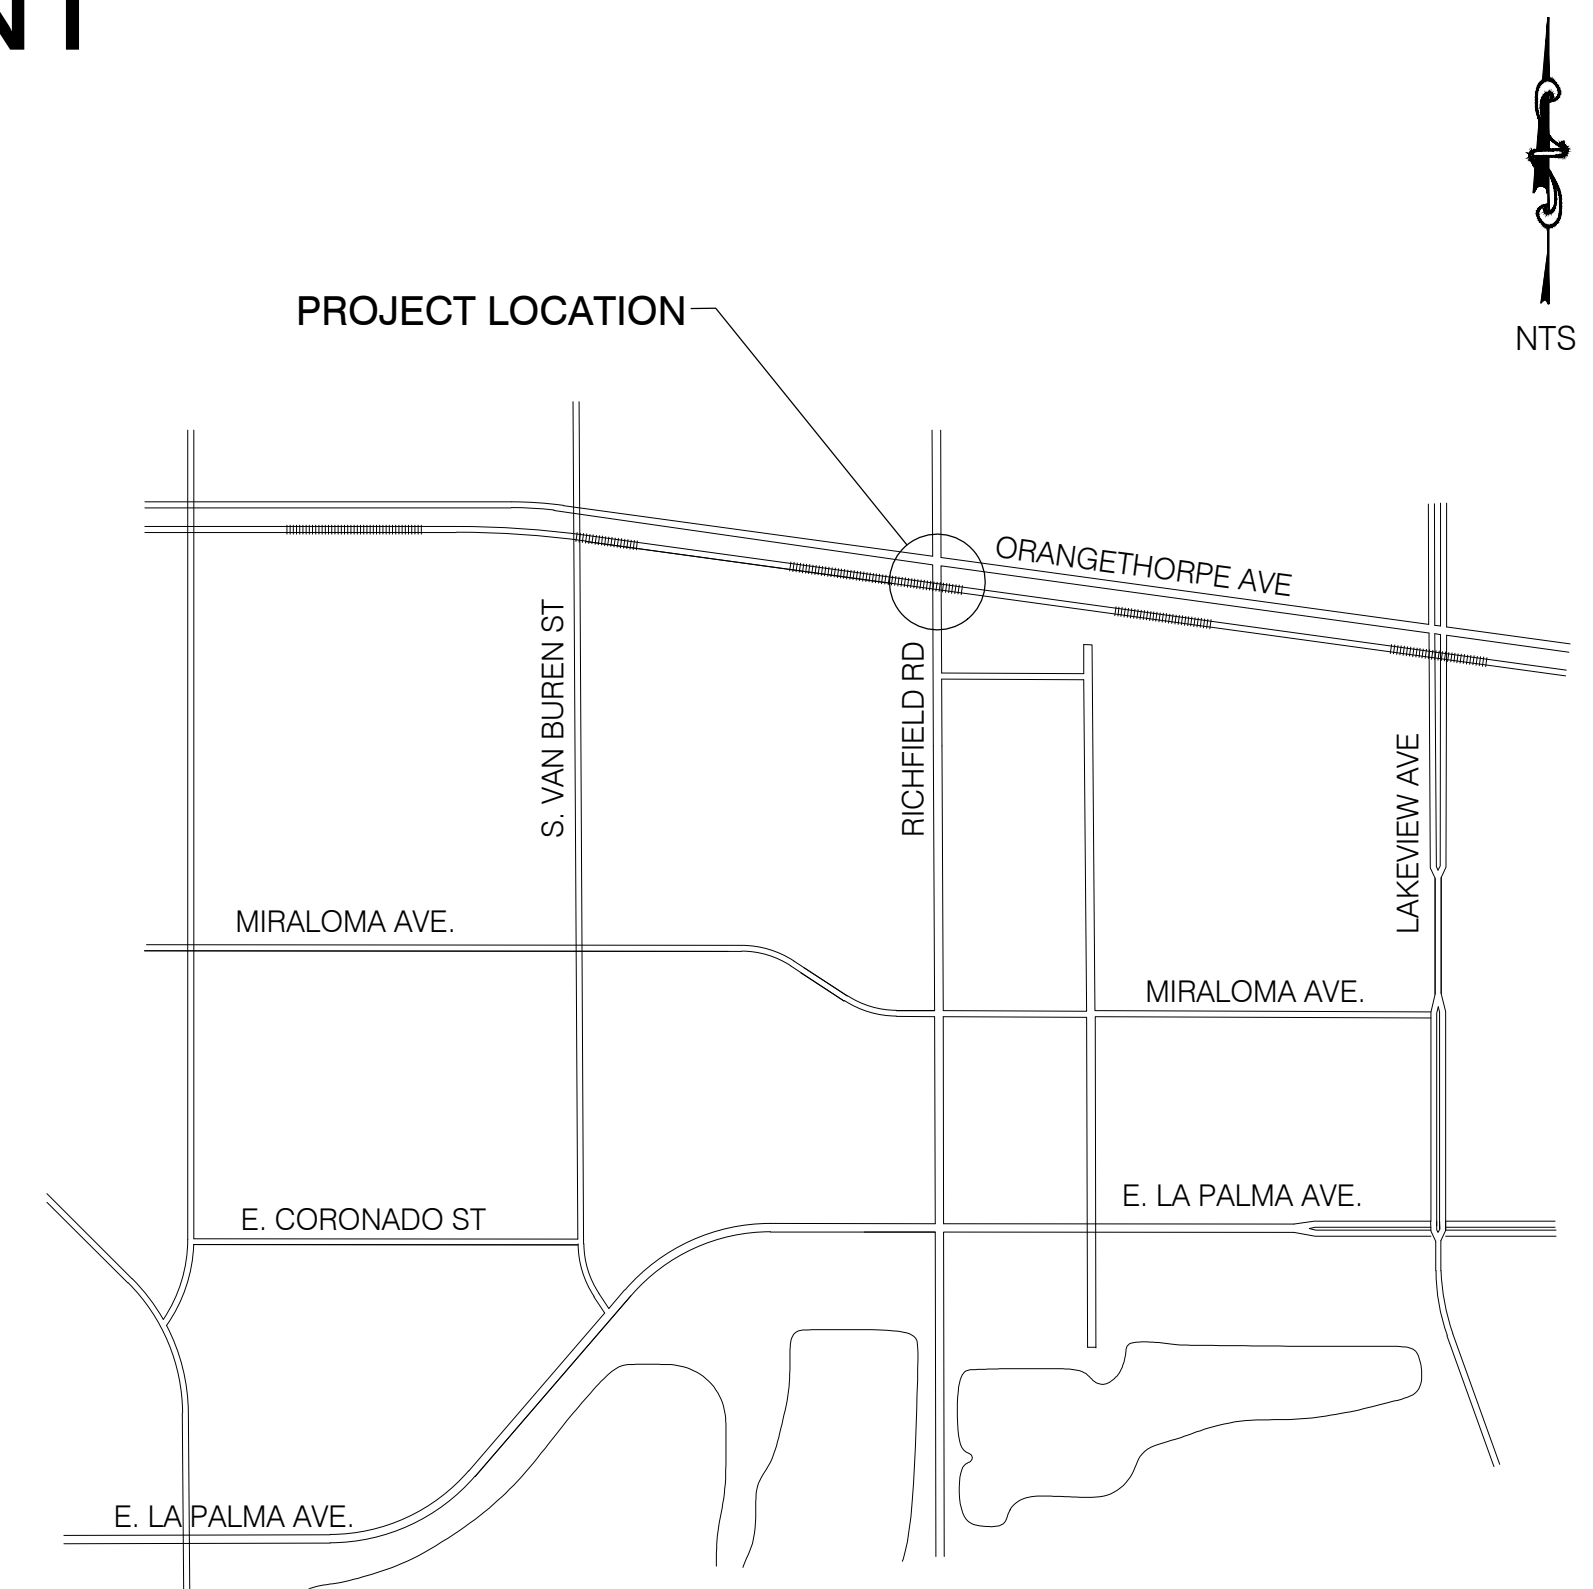 NT
PROJECT LOCATION
NTS
ORANGETHORPE AVE
S. VAN BUREN ST
RICHFIELD RD
LAKEVIEW AVE
MIRALOMA AVE.
MIRALOMA AVE.
E. LA PALMA AVE.
E. CORONADO ST
E. LA PALMA AVE.